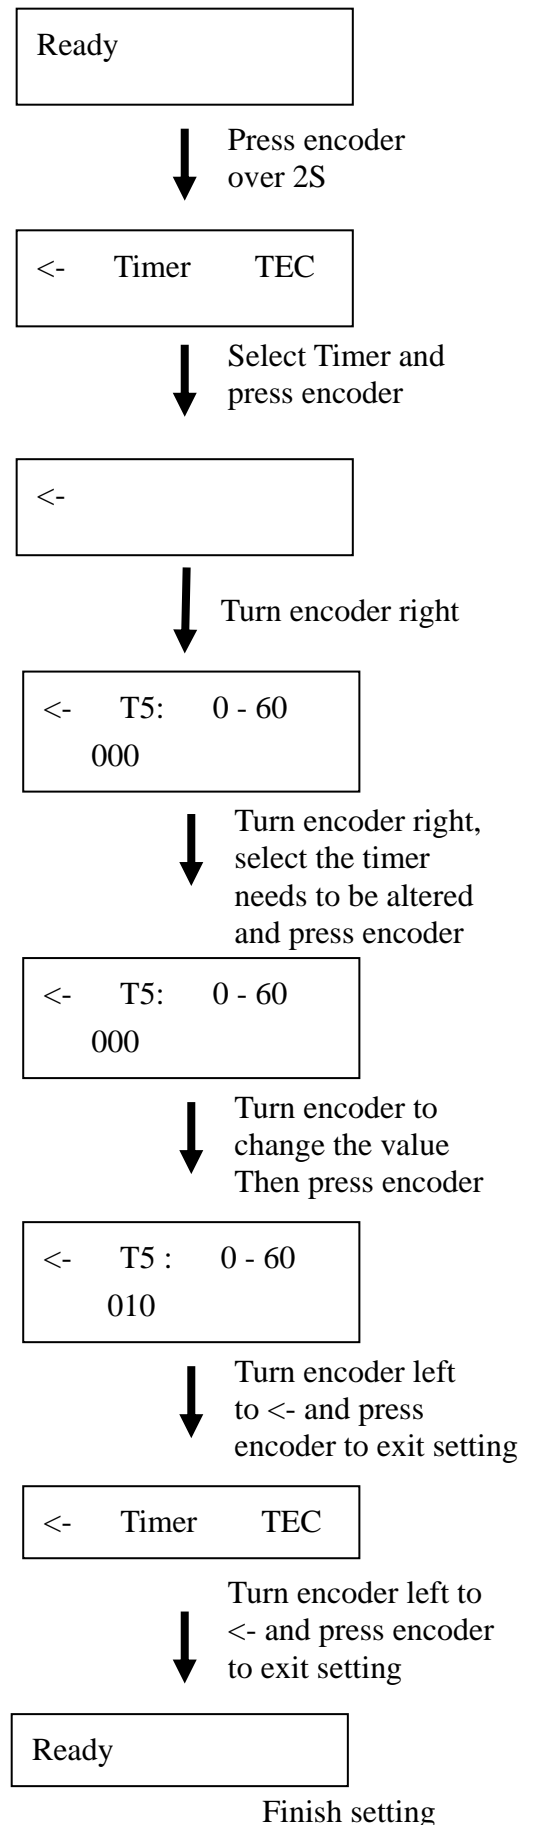 Ready
Press encoder
over 2S
<- Timer TEC
Select Timer and
press encoder
<-
Turn encoder right
<- T5: 0 - 60
000
Turn encoder right,
select the timer
needs to be altered
and press encoder
<- T5: 0 - 60
000
Turn encoder to
change the value
Then press encoder
<- T5 : 0 - 60
010
Turn encoder left
to <- and press
encoder to exit setting
<- Timer TEC
Turn encoder left to
<- and press encoder
to exit setting
Ready
Finish setting